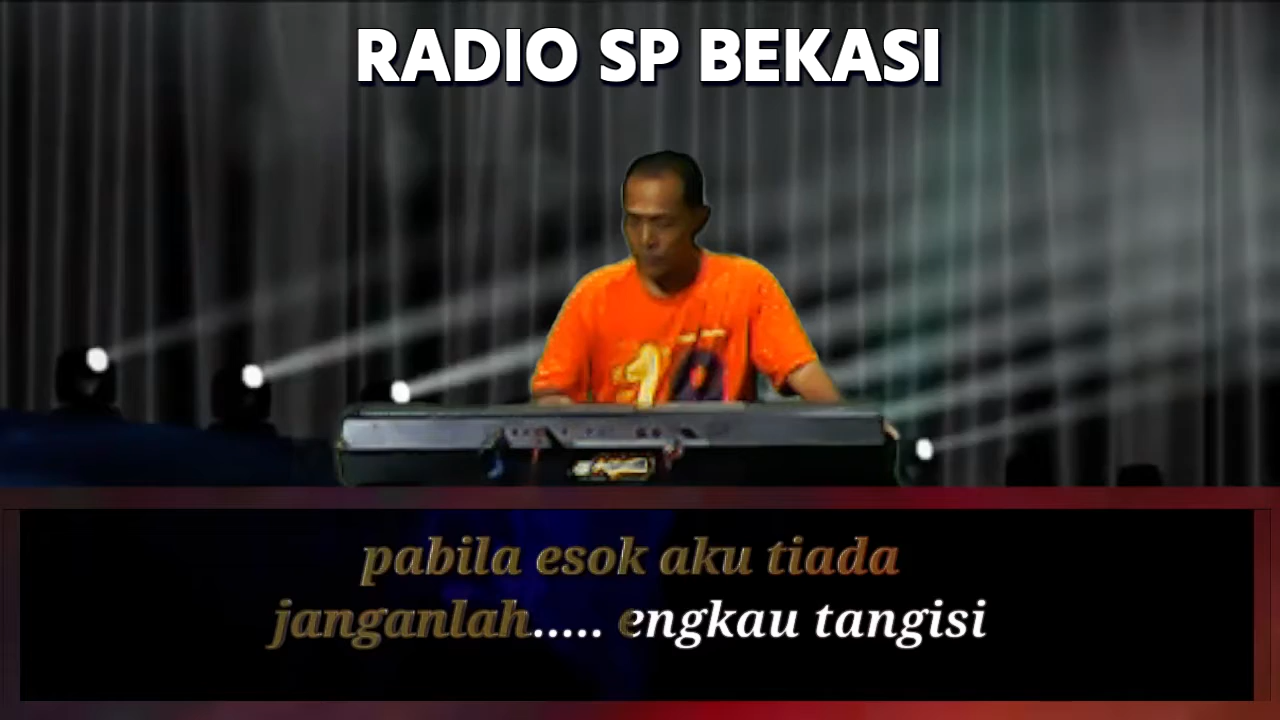 RADIO SP BEKASI
pabila esok aku tiada
janganlah..... engkau tangisi